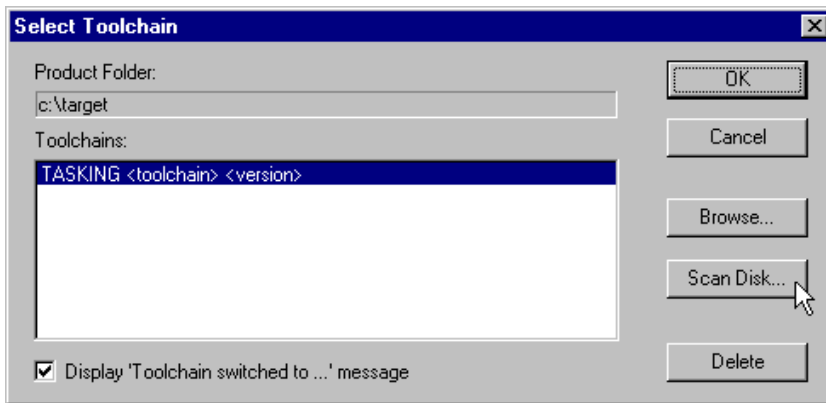 Select Toolchain
Product Folder:
OK
c:\target
Toolchains:
Cancel
TASKING <toolchain> <version>
Browse...
Scan Disk...
Delete
Display 'Toolchain switched to ...' message